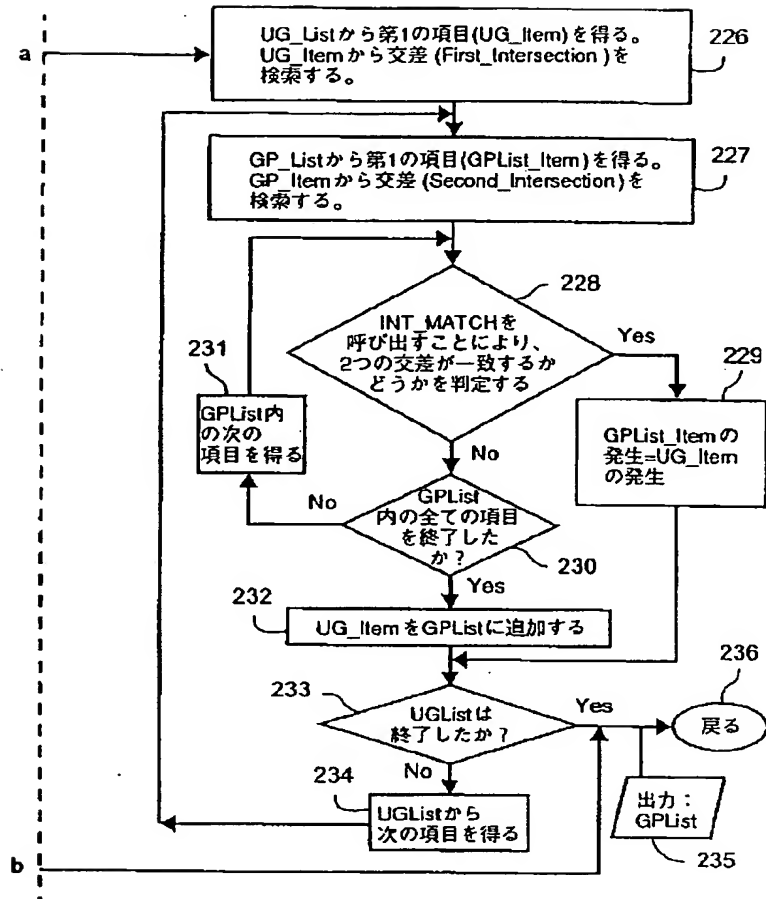 a
UG_Listから第1の項目(UG_Item)を得る。
UG_Itemから交差(First_Intersection)を
検索する。
226
GP_Listから第1の項目(GPList_Item)を得る。
GP_Itemから交差(Second_Intersection)を
検索する。
227
INT_MATCHを
呼び出すことにより、
2つの交差が一致するか
どうかを判定する
228
Yes
229
GPList_Itemの
発生=UG_Item
の発生
231
GPList内
の次の
項目を得る
No
No
GPList
内の全ての項目
を終了した
か?
230
Yes
232
UG_ItemをGPListに追加する
233
UGListは
終了したか?
Yes
236
戻る
No
234
UGListから
次の項目を得る
出力:
GPList
235
b